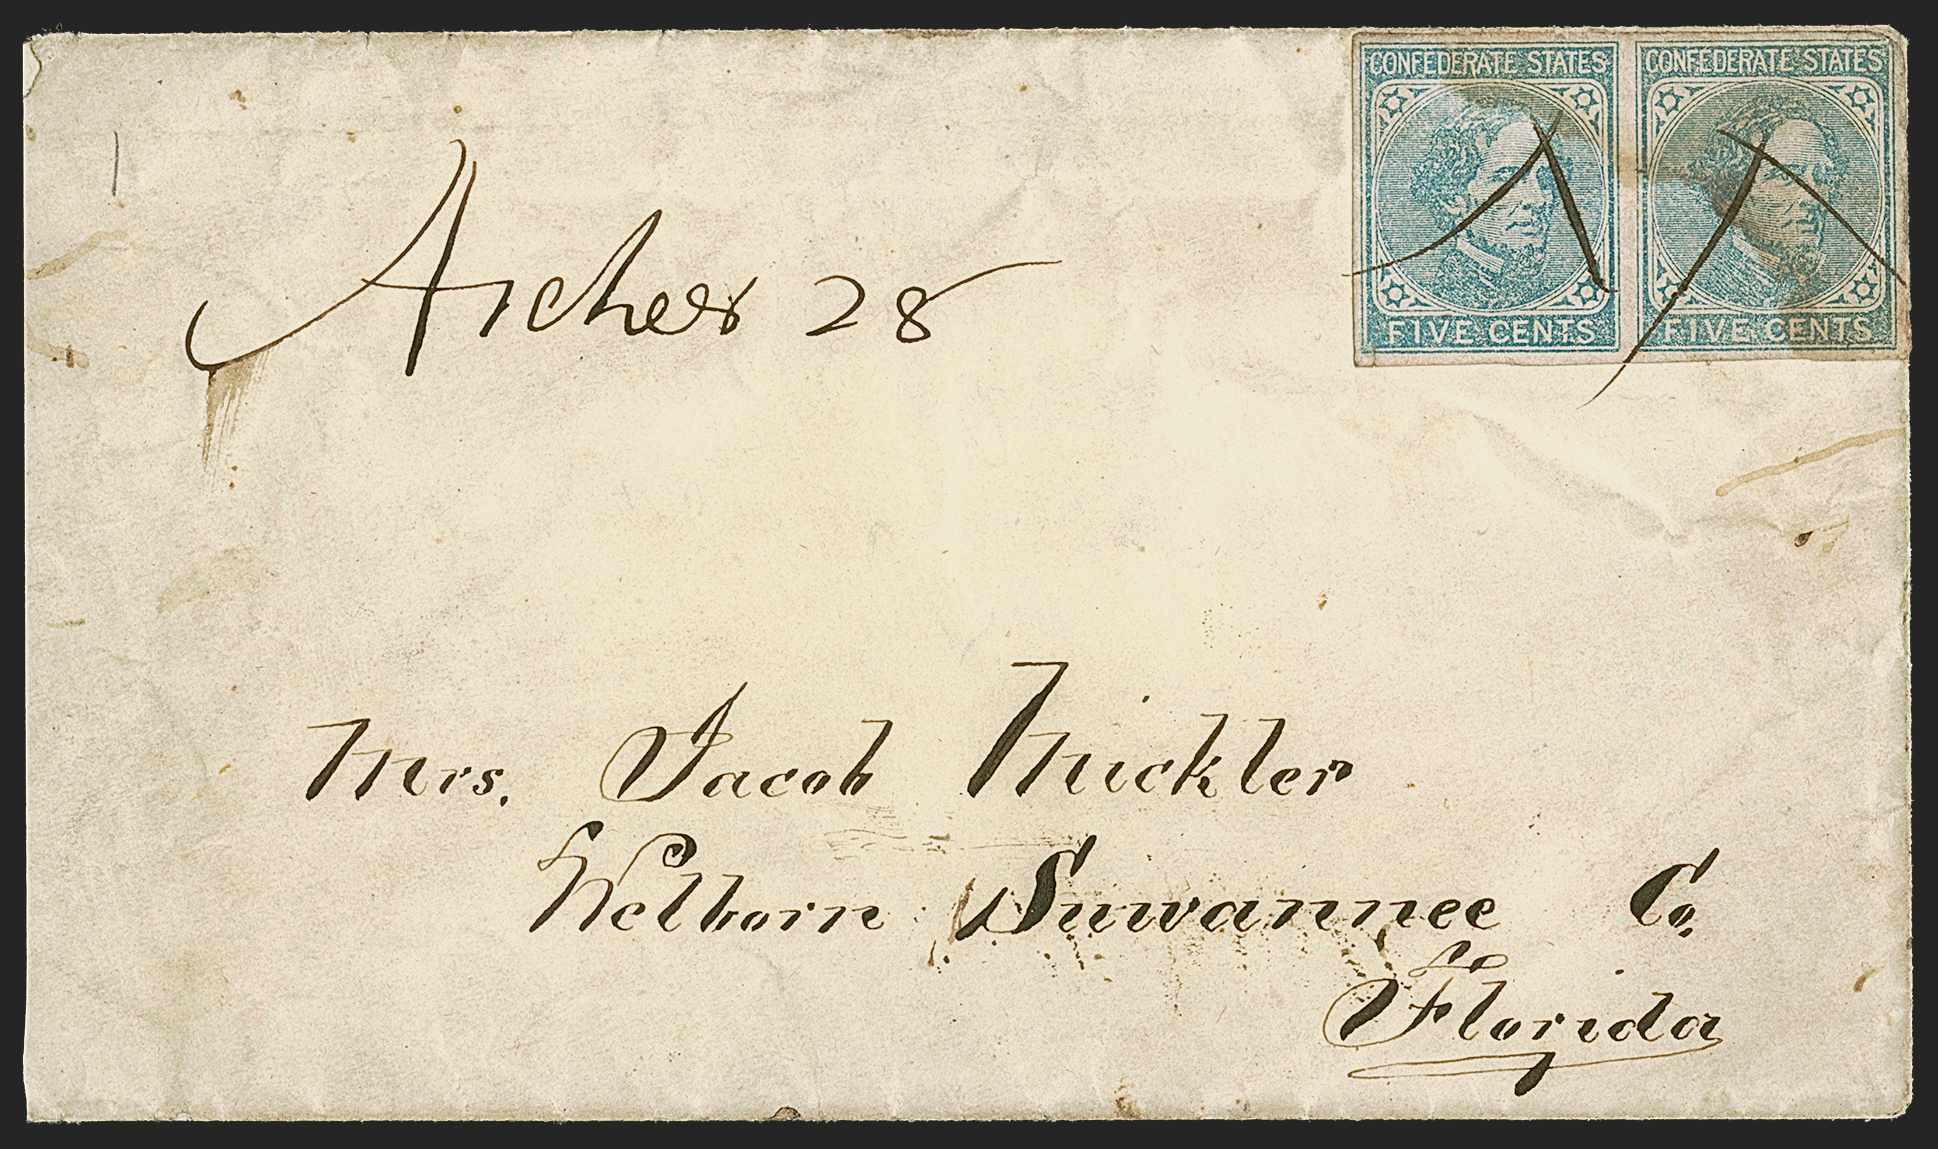 CONFEDERATE STATES CONFEDERATE STATES
FIVE CENTS FIVE CENTS
Archer 28
Mrs. Jacob Mickler
Welborn Suwannee Co.
Florida